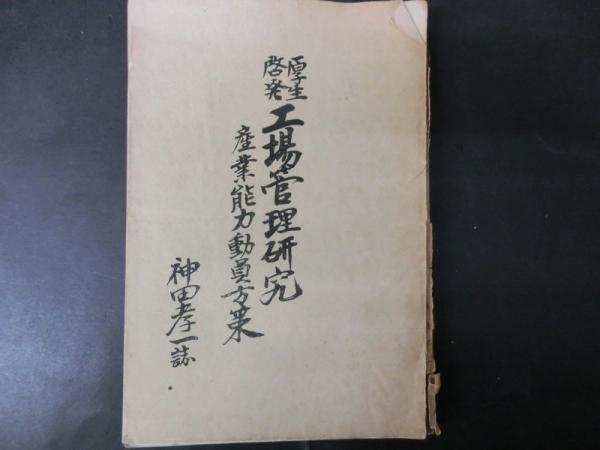 厚生
啓発
工場管理研究
産業能力動員方策
神田孝一誌